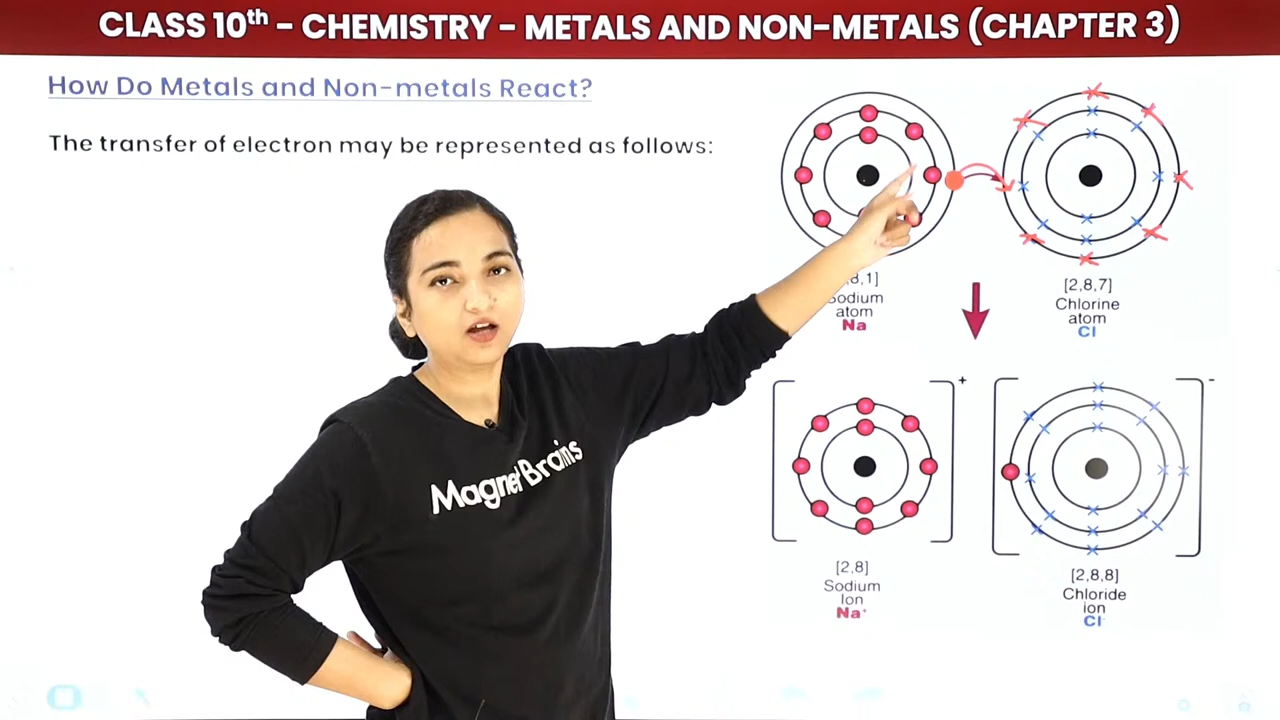 CLASS 10th - CHEMISTRY - METALS AND NON-METALS (CHAPTER 3)
How Do Metals and Non-metals React?
The transfer of electron may be represented as follows:
8,1]
Sodium
atom
Na
[2,8,7]
Chlorine
atom
Cl
+
-
[2,8]
Sodium
Ion
Na+
[2,8,8]
Chloride
ion
Cl-
Magnet Brains